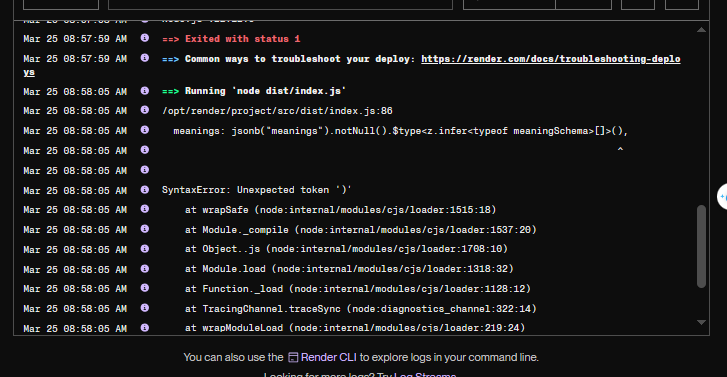 Mar 25 08:57:59 AM ==> Exited with status 1
Mar 25 08:57:59 AM ==> Common ways to troubleshoot your deploy: https://render.com/docs/troubleshooting-deplo
ys
Mar 25 08:58:05 AM ==> Running 'node dist/index.js'
Mar 25 08:58:05 AM /opt/render/project/src/dist/index.js:86
Mar 25 08:58:05 AM meanings: jsonb("meanings").notNull().$type<z.infer<typeof meaningSchema>[]>(),
Mar 25 08:58:05 AM ^
Mar 25 08:58:05 AM
Mar 25 08:58:05 AM SyntaxError: Unexpected token ')'
Mar 25 08:58:05 AM at wrapSafe (node:internal/modules/cjs/loader:1515:18)
Mar 25 08:58:05 AM at Module._compile (node:internal/modules/cjs/loader:1537:20)
Mar 25 08:58:05 AM at Object..js (node:internal/modules/cjs/loader:1708:10)
Mar 25 08:58:05 AM at Module.load (node:internal/modules/cjs/loader:1318:32)
Mar 25 08:58:05 AM at Function._load (node:internal/modules/cjs/loader:1128:12)
Mar 25 08:58:05 AM at TracingChannel.traceSync (node:diagnostics_channel:322:14)
Mar 25 08:58:05 AM at wrapModuleLoad (node:internal/modules/cjs/loader:219:24)
You can also use the Render CLI to explore logs in your command line.
Looking for more logs? Try Log Streams